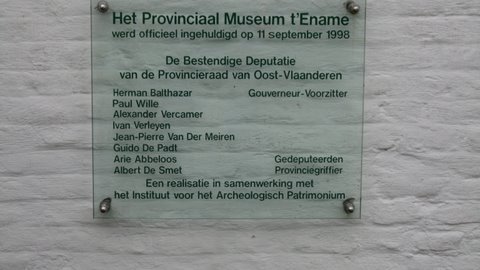 Het Provinciaal Museum t'Ename
werd officieel ingehuldigd op 11 september 1998
De Bestendige Deputatie
van de Provincieraad van Oost-Vlaanderen
Herman Balthazar Gouverneur-Voorzitter
Paul Wille
Alexander Vercamer
Ivan Verleyen
Jean-Pierre Van Der Meiren
Guido De Padt
Arie Abbeloos Gedeputeerden
Albert De Smet Provinciegriffier
Een realisatie in samenwerking met
het Instituut voor het Archeologisch Patrimonium